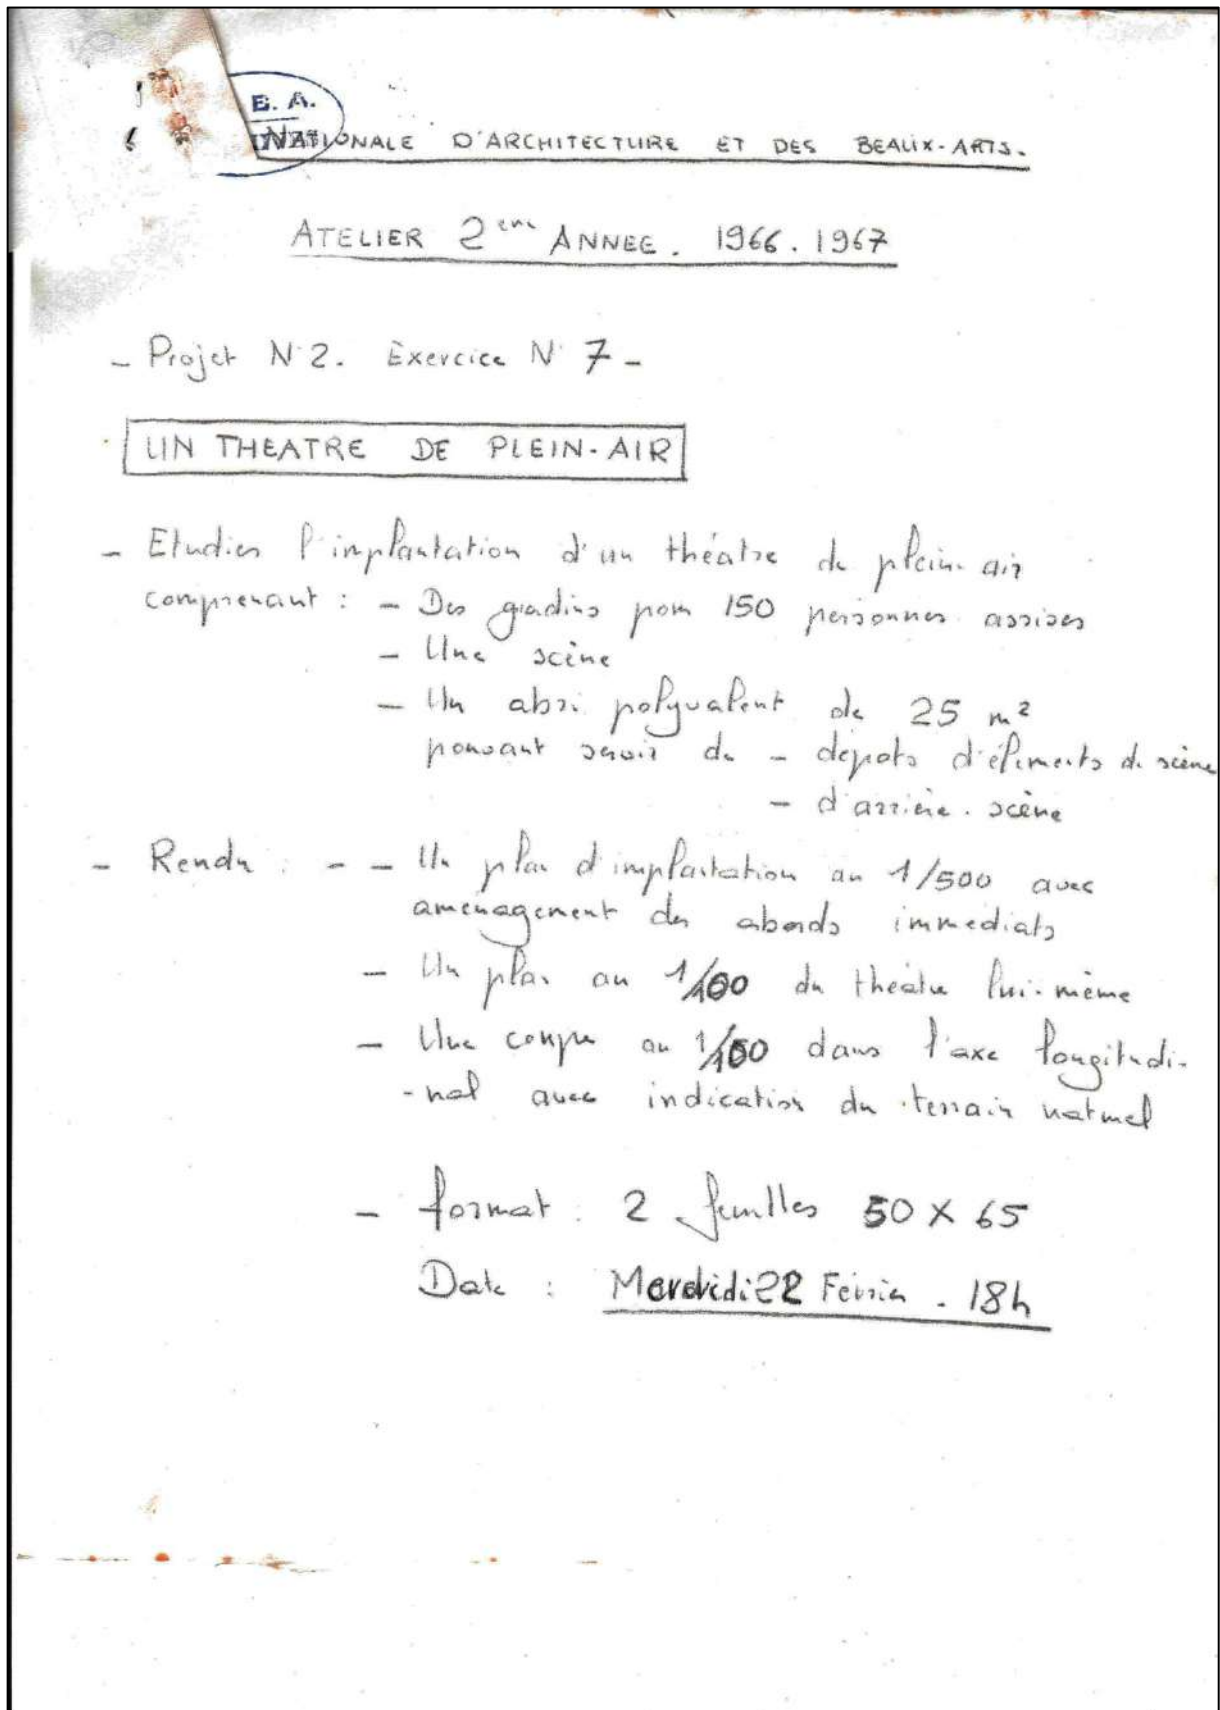 E. A.
NATIONALE D'ARCHITECTURE ET DES BEAUX-ARTS.
ATELIER 2eme ANNEE. 1966.1967
- Projet N°2. Exercice N° 7 -
UN THEATRE DE PLEIN-AIR
- Etudier l'implantation d'un théatre de plein-air
comprenant : - Des gradins pour 150 personnes assises
- Une scène
- Un abri polyvalent de 25 m²
pouvant servir de - dépots d'éléments de scène
- d'arrière-scène
- Rendu : - - Un plan d'implantation au 1/500 avec
aménagement des abords immediats
- Un plan au 1/100 du théatre lui-même
- Une coupe au 1/100 dans l'axe longitudi-
-nal avec indication du terrain naturel
- format : 2 feuilles 50 X 65
Date : Mercredi 22 Février - 18h